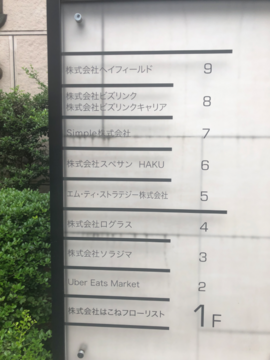 株式会社ヘイフィールド 9
株式会社ビズリンク
株式会社ビズリンクキャリア 8
Simple株式会社 7
株式会社スペサン HAKU 6
エム・ティ・ストラテジー株式会社 5
株式会社ログラス 4
株式会社ソラジマ 3
Uber Eats Market 2
株式会社はこねフローリスト 1F